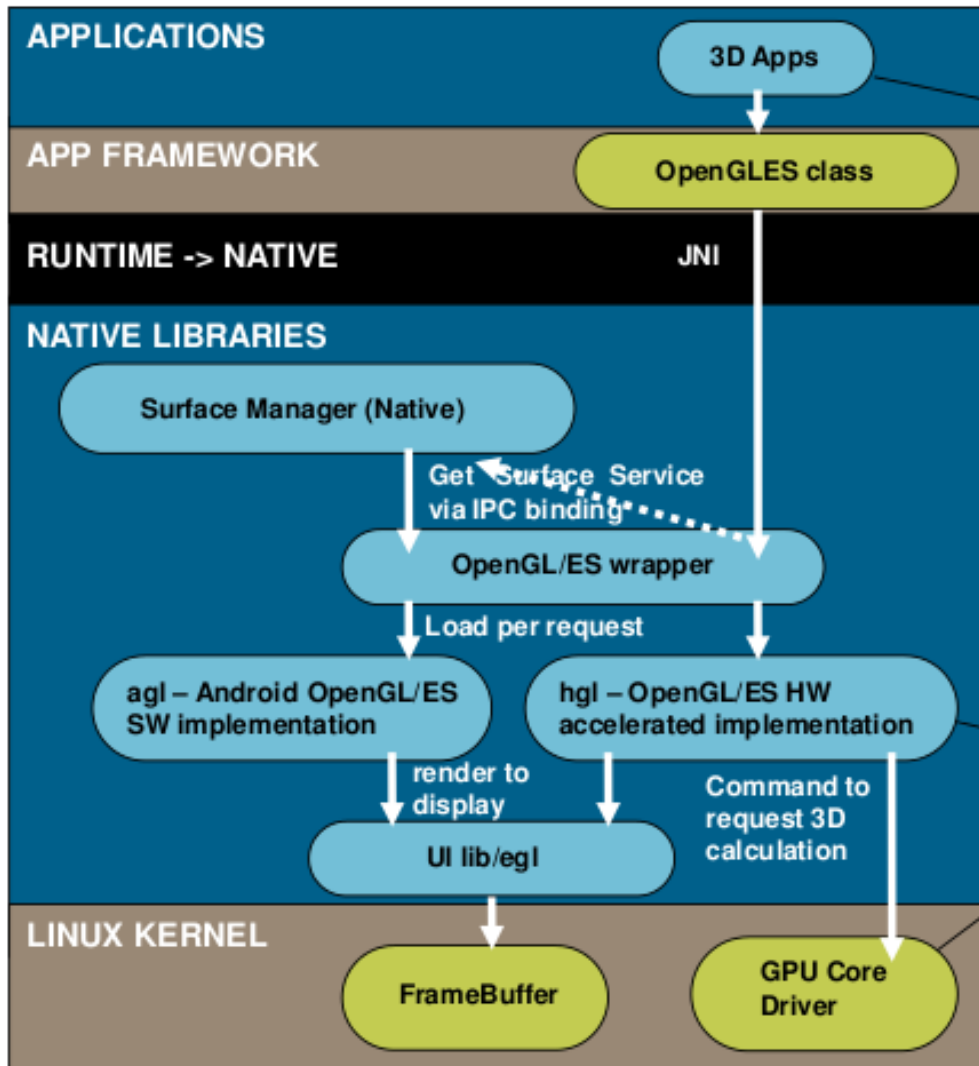 APPLICATIONS
3D Apps
APP FRAMEWORK
OpenGLES class
RUNTIME -> NATIVE
JNI
NATIVE LIBRARIES
Surface Manager (Native)
Get Surface Service
via IPC binding
OpenGL/ES wrapper
Load per request
agl – Android OpenGL/ES
SW implementation
hgl – OpenGL/ES HW
accelerated implementation
render to
display
Command to
request 3D
calculation
UI lib/egl
LINUX KERNEL
FrameBuffer
GPU Core
Driver